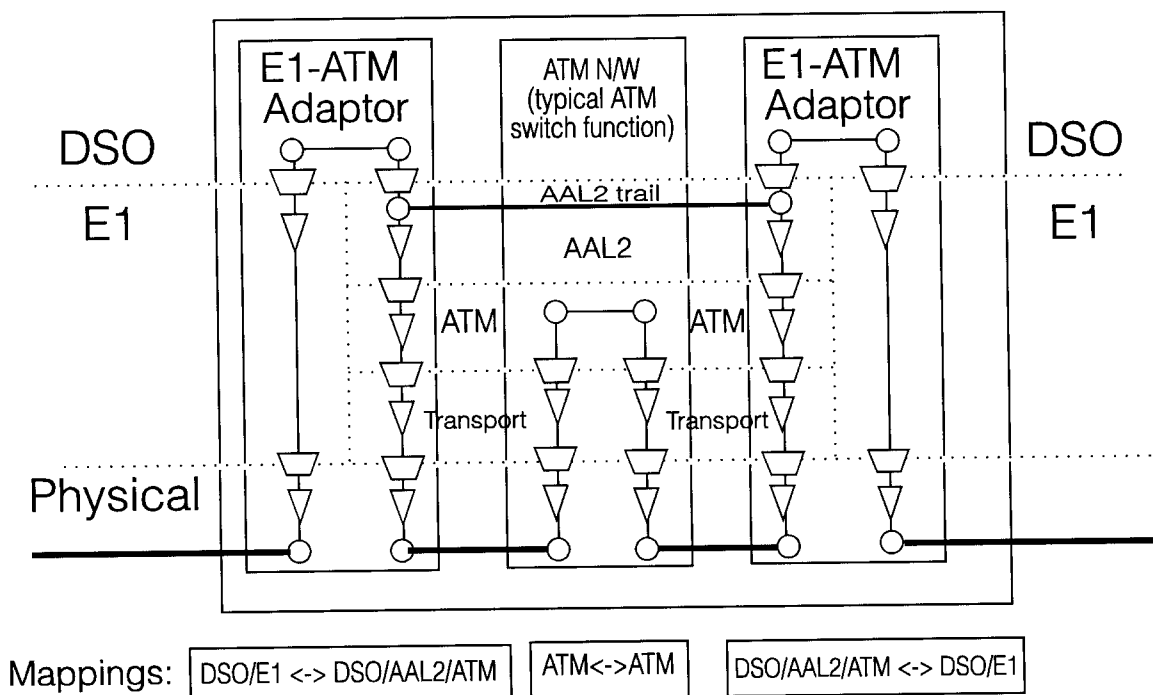 E1-ATM
Adaptor
ATM N/W
(typical ATM
switch function)
E1-ATM
Adaptor
DSO
DSO
AAL2 trail
E1
E1
AAL2
ATM
ATM
Transport
Transport
Physical
Mappings:
DSO/E1 <-> DSO/AAL2/ATM
ATM<->ATM
DSO/AAL2/ATM <-> DSO/E1